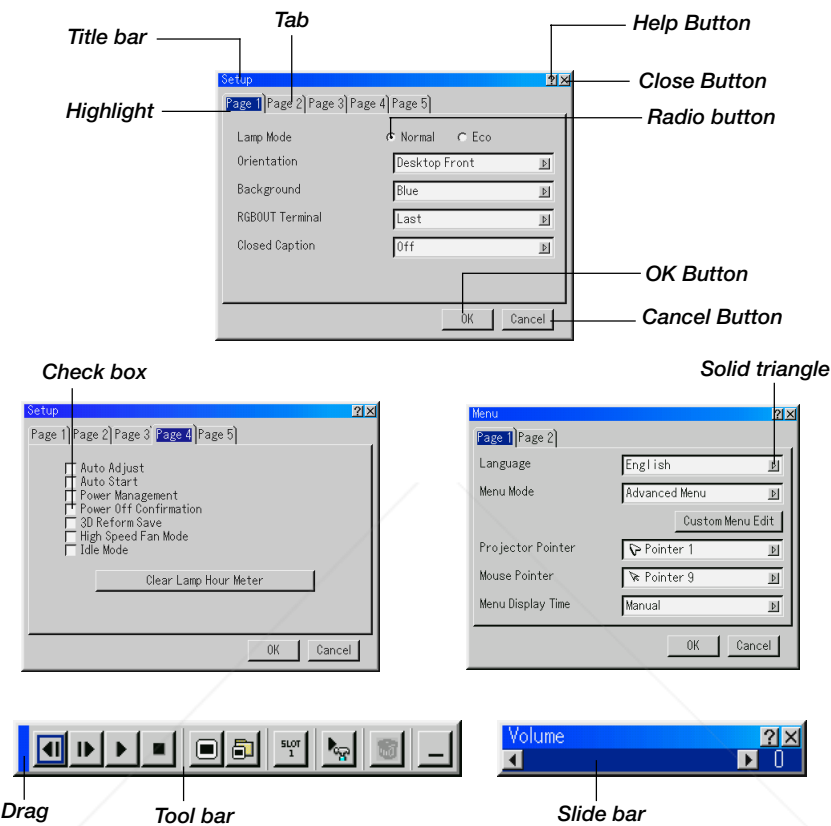 Title bar
Tab
Help Button
Setup
?
Close Button
Highlight
Page 1 Page 2 Page 3 Page 4 Page 5
Radio button
Lamp Mode Normal Eco
Orientation Desktop Front
Background Blue
RGBOUT Terminal Last
Closed Caption Off
OK Button
OK Cancel
Cancel Button
Check box
Setup ?
Page 1 Page 2 Page 3 Page 4 Page 5
Auto Adjust
Auto Start
Power Management
Power Off Confirmation
3D Reform Save
High Speed Fan Mode
Idle Mode
Clear Lamp Hour Meter
OK Cancel
Solid triangle
Menu ?
Page 1 Page 2
Language English
Menu Mode Advanced Menu
Custom Menu Edit
Projector Pointer Pointer 1
Mouse Pointer Pointer 9
Menu Display Time Manual
OK Cancel
SLOT
1
Drag
Tool bar
Volume ?
0
Slide bar